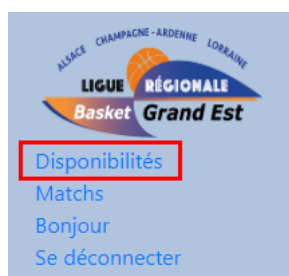 ALSACE CHAMPAGNE-ARDENNE LORRAINE
LIGUE RÉGIONALE
Basket Grand Est
Disponibilités
Matchs
Bonjour
Se déconnecter